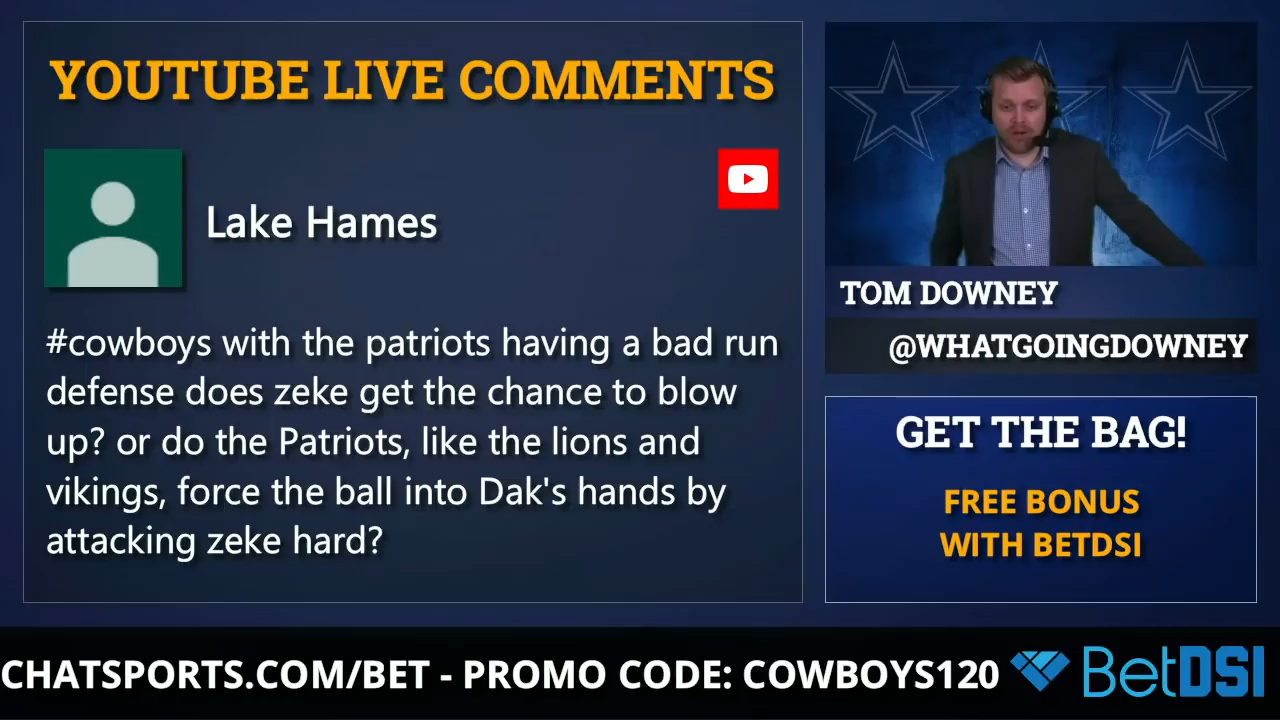 YOUTUBE LIVE COMMENTS
Lake Hames
#cowboys with the patriots having a bad run
defense does zeke get the chance to blow
up? or do the Patriots, like the lions and
vikings, force the ball into Dak's hands by
attacking zeke hard?
TOM DOWNEY
@WHATGOINGDOWNEY
GET THE BAG!
FREE BONUS
WITH BETDSI
CHATSPORTS.COM/BET - PROMO CODE: COWBOYS120
BetDSI